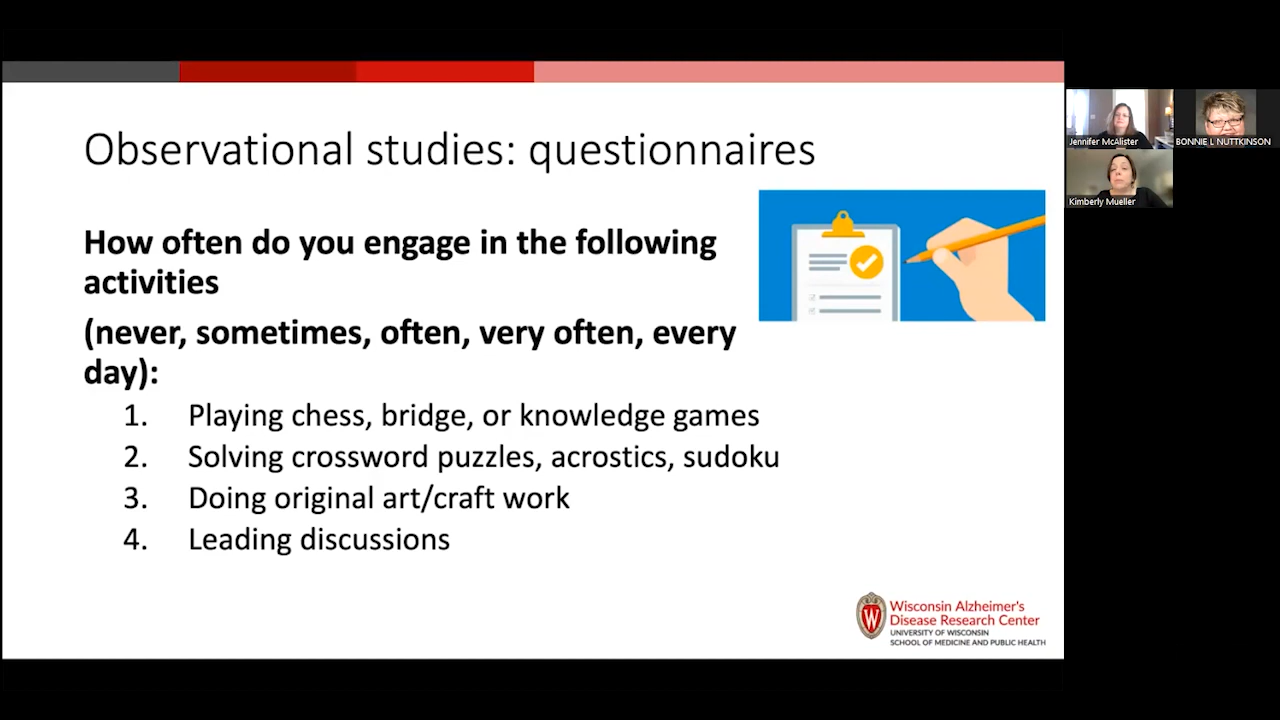 Observational studies: questionnaires
How often do you engage in the following
activities
(never, sometimes, often, very often, every
day):
1. Playing chess, bridge, or knowledge games
2. Solving crossword puzzles, acrostics, sudoku
3. Doing original art/craft work
4. Leading discussions
W
Wisconsin Alzheimer's
Disease Research Center
UNIVERSITY OF WISCONSIN
SCHOOL OF MEDICINE AND PUBLIC HEALTH
Jennifer McAlister
BONNIE L NUTTKINSON
Kimberly Mueller